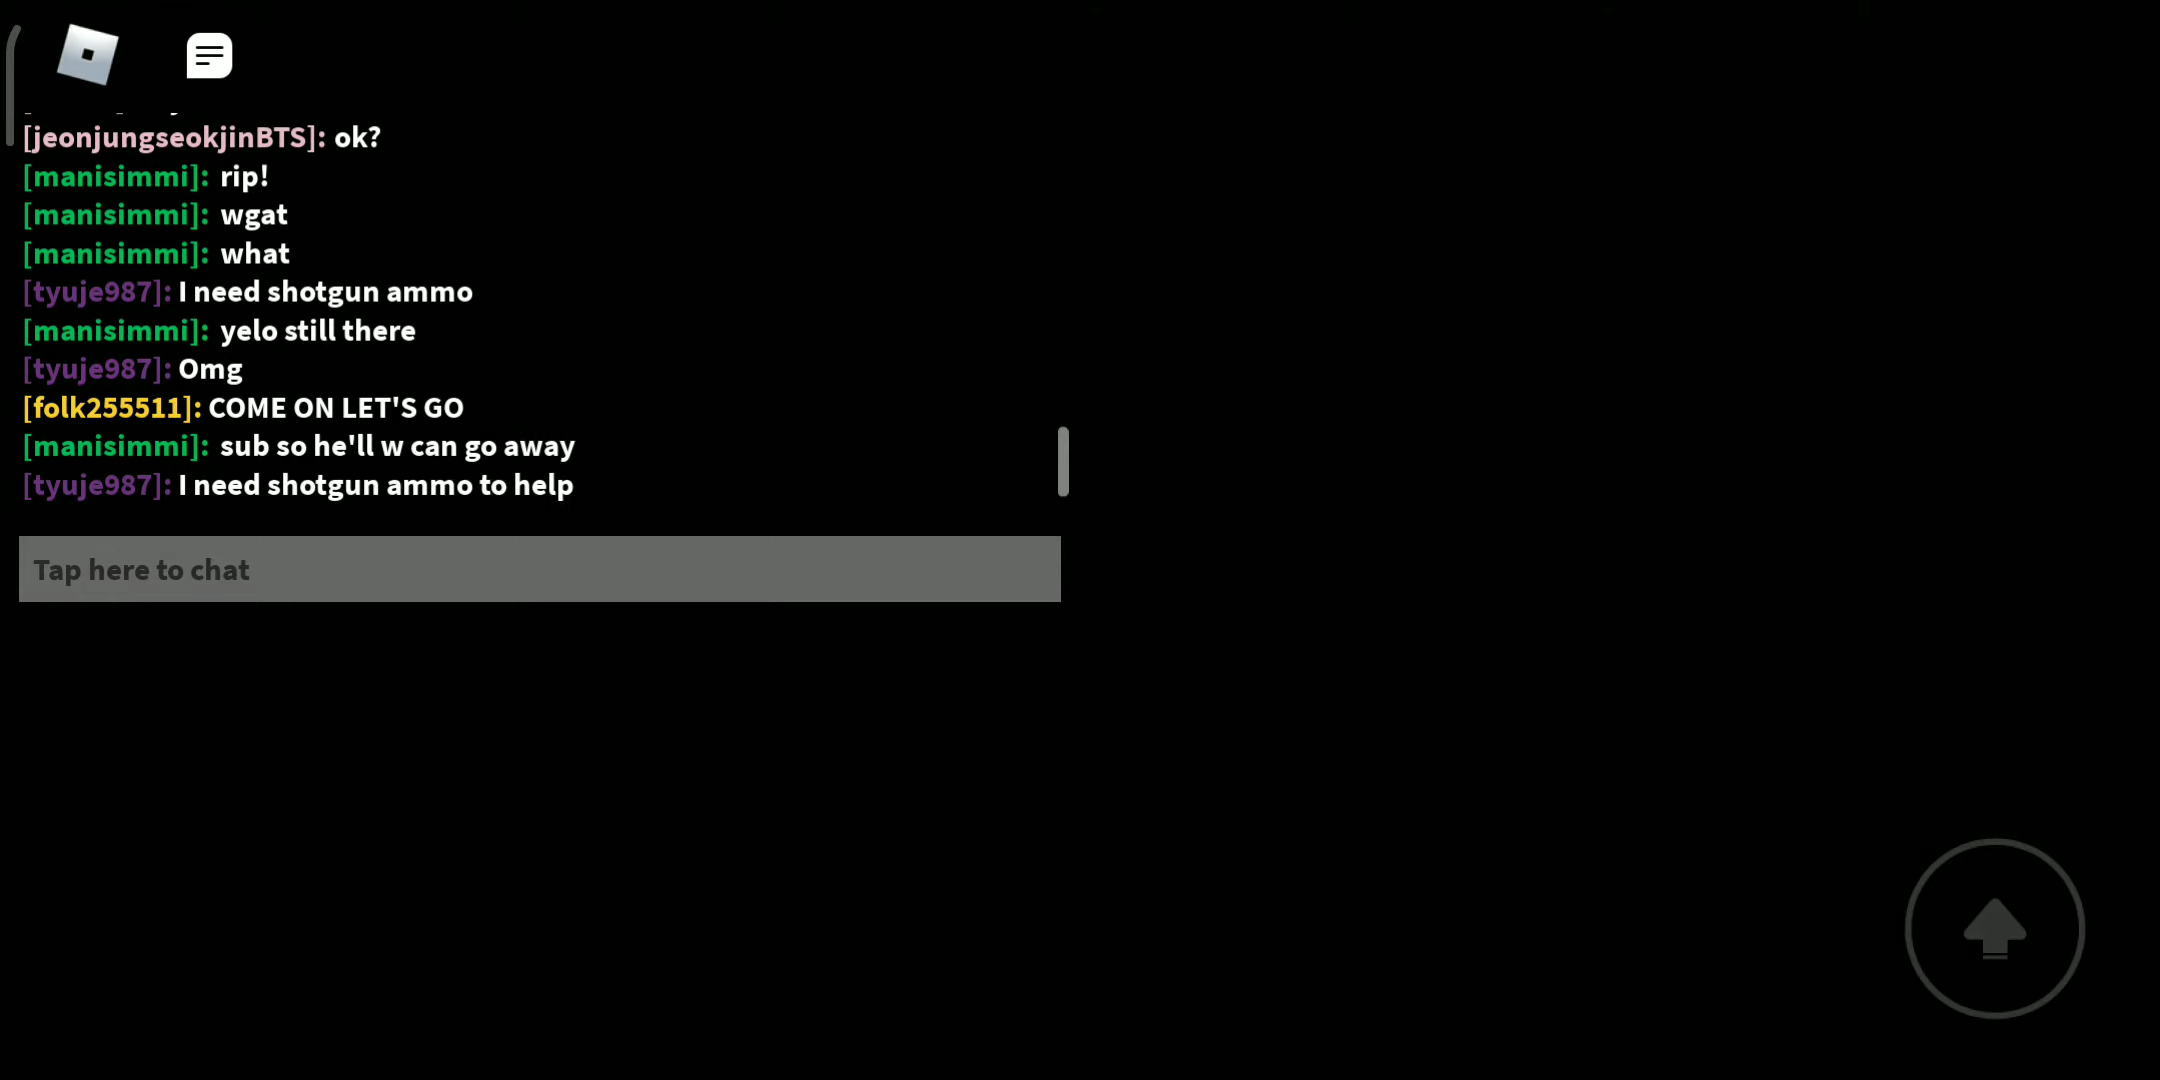 [jeonjungseokjinBTS]: ok?
[manisimmi]: rip!
[manisimmi]: wgat
[manisimmi]: what
[tyuje987]: I need shotgun ammo
[manisimmi]: yelo still there
[tyuje987]: Omg
[folk255511]: COME ON LET'S GO
[manisimmi]: sub so he'll w can go away
[tyuje987]: I need shotgun ammo to help
Tap here to chat